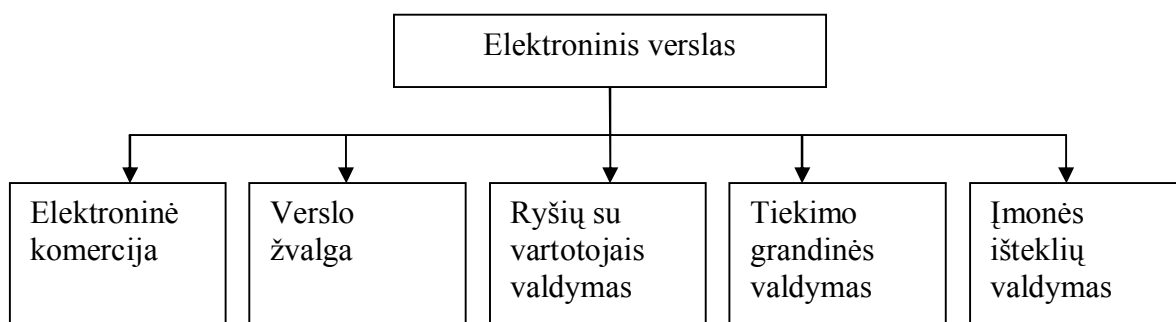 Elektroninis verslas
Elektroninė
komercija
Verslo
žvalga
Ryšių su
vartotojais
valdymas
Tiekimo
grandinės
valdymas
Įmonės
išteklių
valdymas